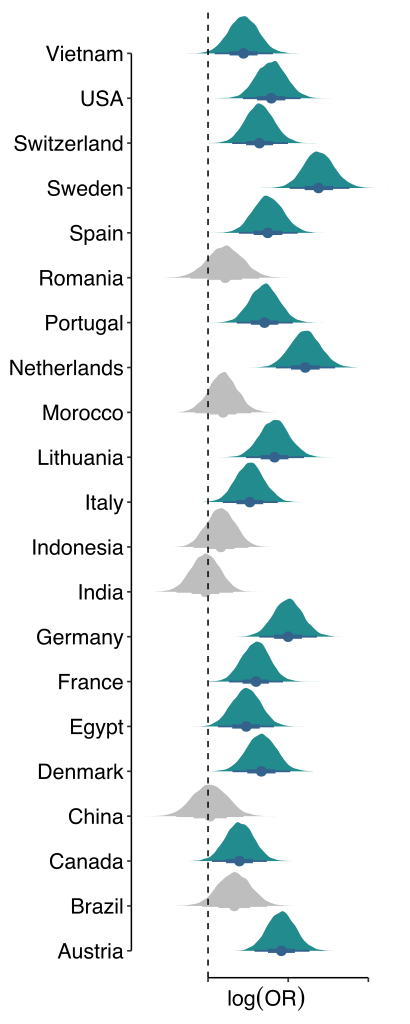 Vietnam
USA
Switzerland
Sweden
Spain
Romania
Portugal
Netherlands
Morocco
Lithuania
Italy
Indonesia
India
Germany
France
Egypt
Denmark
China
Canada
Brazil
Austria
log(OR)